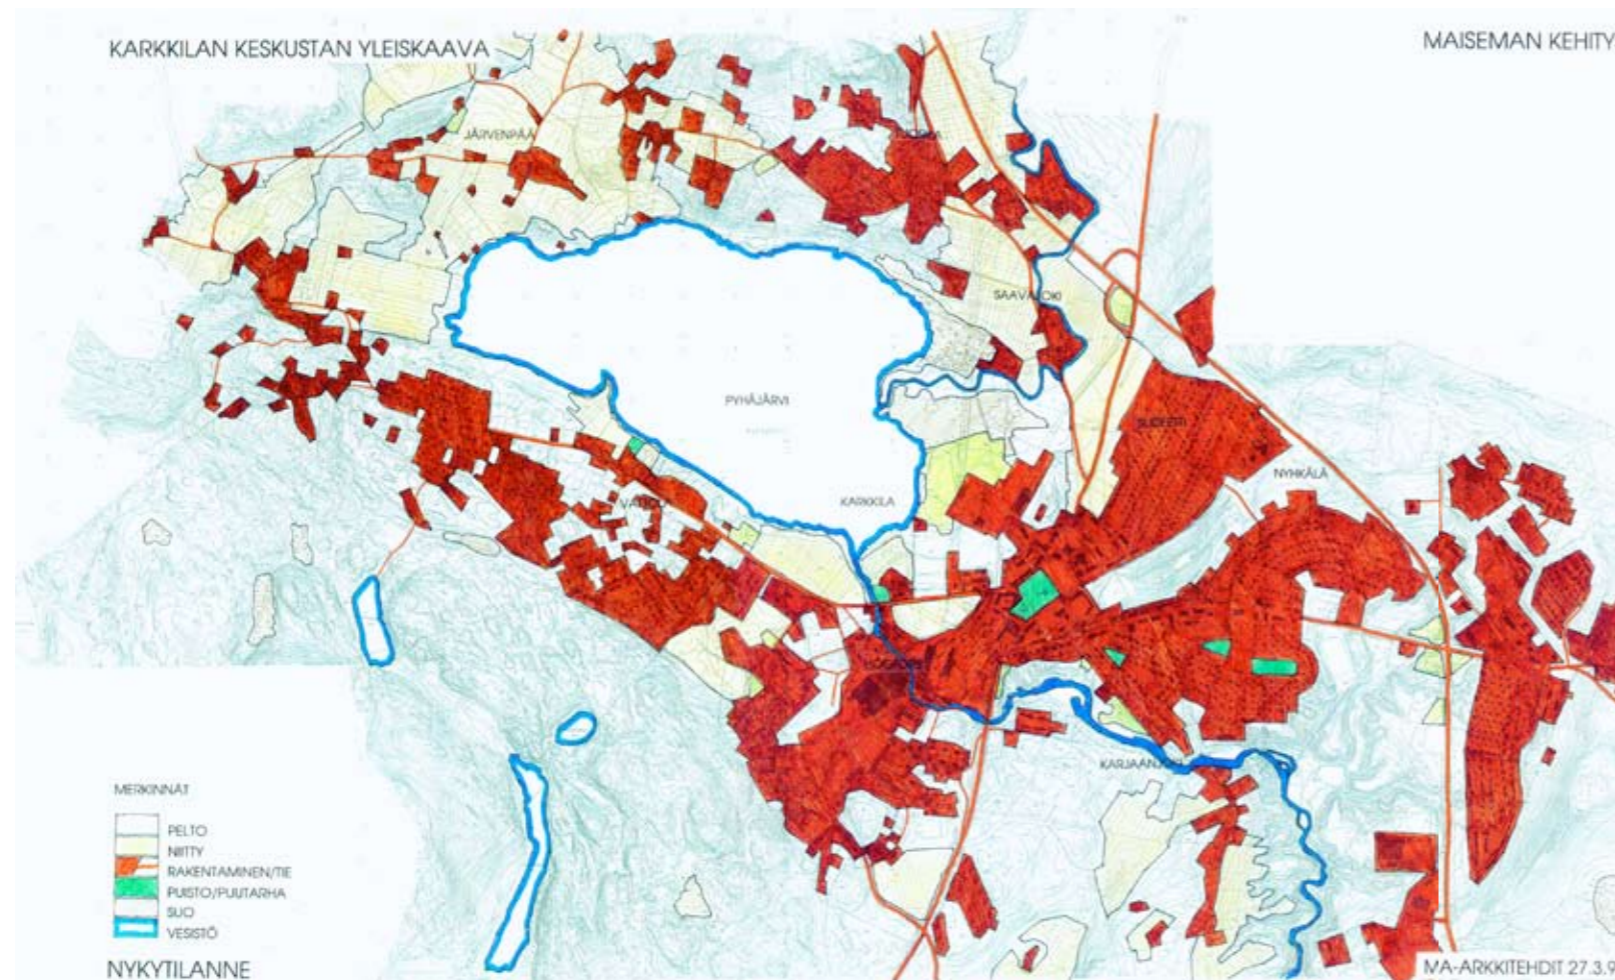 KARKKILAN KESKUSTAN YLEISKAAVA
MAISEMAN KEHITY
JÄRVENPÄÄ
SAAVAJOKI
PYHÄJÄRVI
NYHKÄLÄ
KARKKILA
KARJAANJOKI
MERKINNÄT
PELTO
NIITTY
RAKENTAMINEN/TIE
PUISTO/PUUTARHA
SUO
VESISTÖ
NYKYTILANNE
MA-ARKKITEHDIT 27.3.9